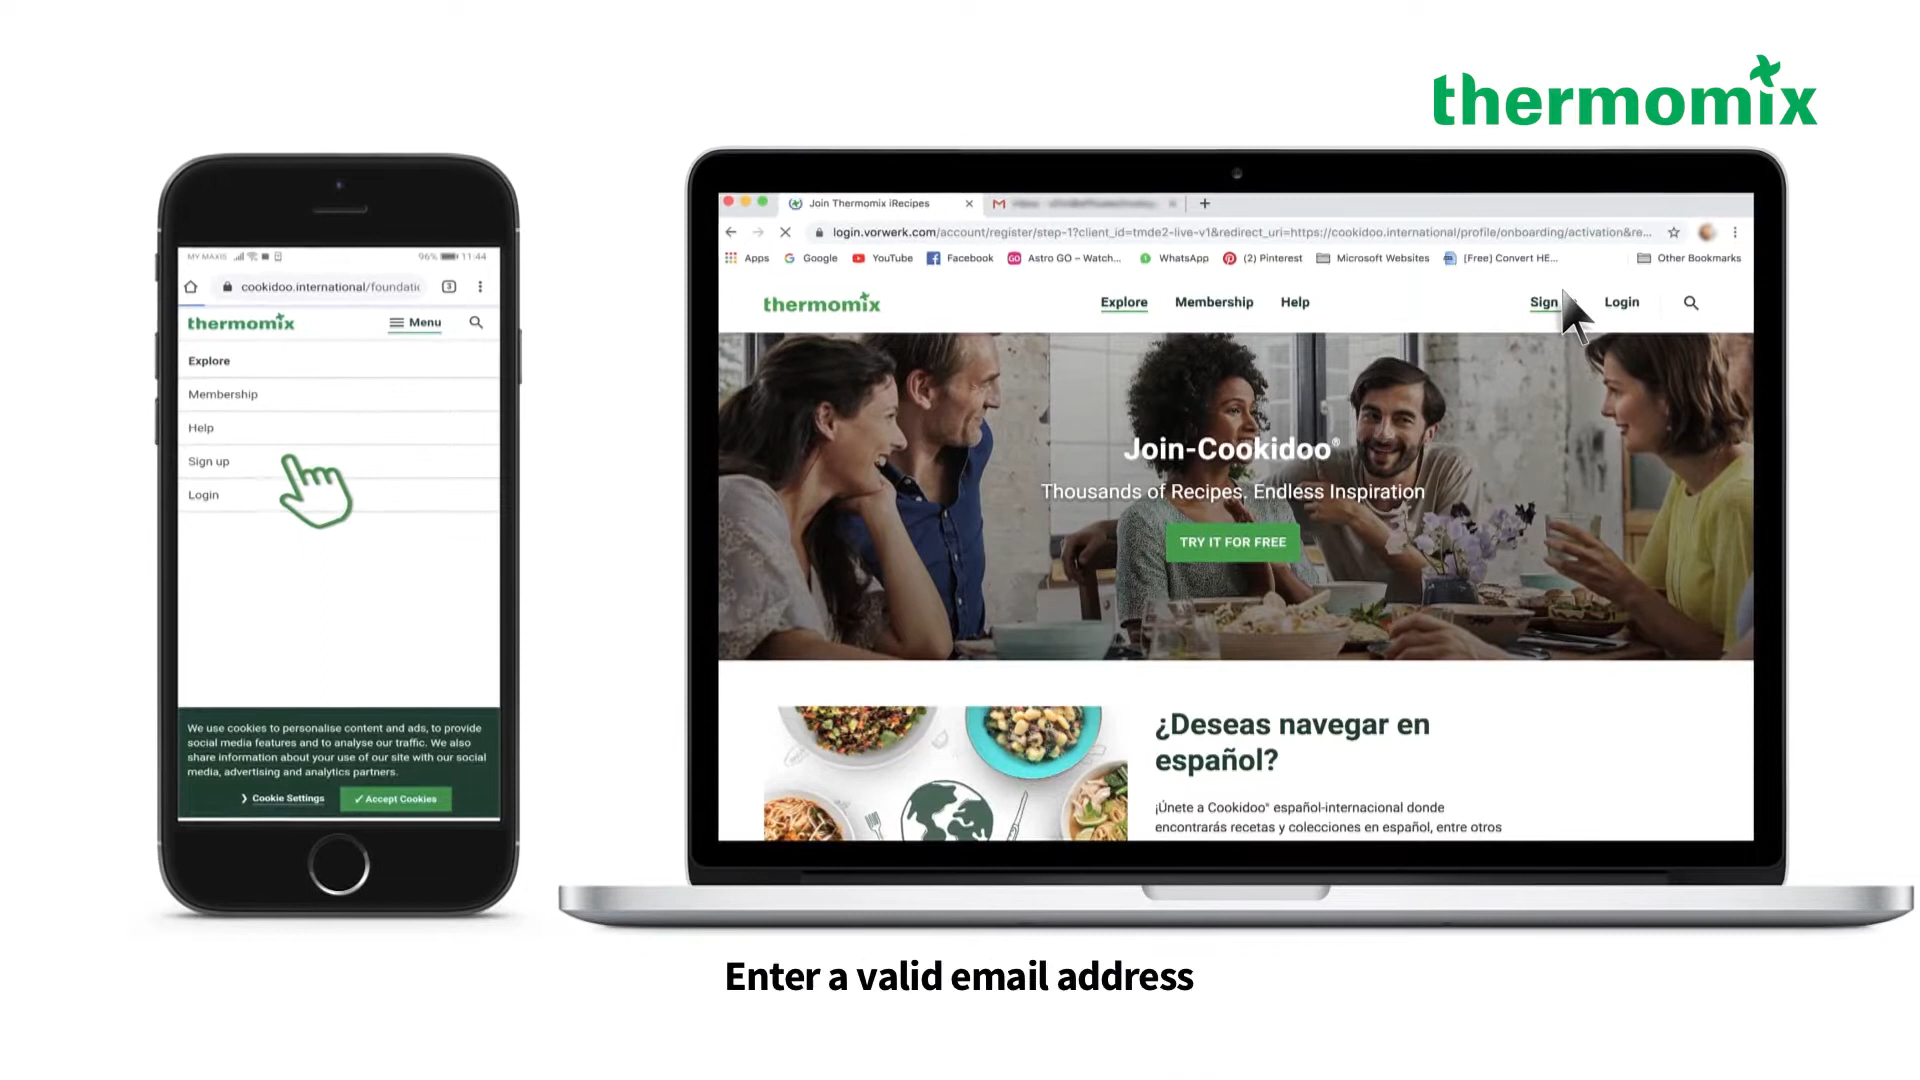 thermomix
MY MAXIS
96% 11:44
cookidoo.international/foundatic
3
thermomix
Menu
Explore
Membership
Help
Sign up
Login
We use cookies to personalise content and ads, to provide
social media features and to analyse our traffic. We also
share information about your use of our site with our social
media, advertising and analytics partners.
Cookie Settings
Accept Cookies
Join Thermomix iRecipes
login.vorwerk.com/account/register/step-1?client_id=tmde2-live-v1&redirect_uri=https://cookidoo.international/profile/onboarding/activation&re...
Apps Google YouTube Facebook GO Astro GO – Watch... WhatsApp (2) Pinterest Microsoft Websites [Free] Convert HE... Other Bookmarks
thermomix
Explore Membership Help Sign Login
Join-Cookidoo®
Thousands of Recipes. Endless Inspiration
TRY IT FOR FREE
¿Deseas navegar en
español?
¡Únete a Cookidoo® español-internacional donde
encontrarás recetas y colecciones en español, entre otros
Enter a valid email address